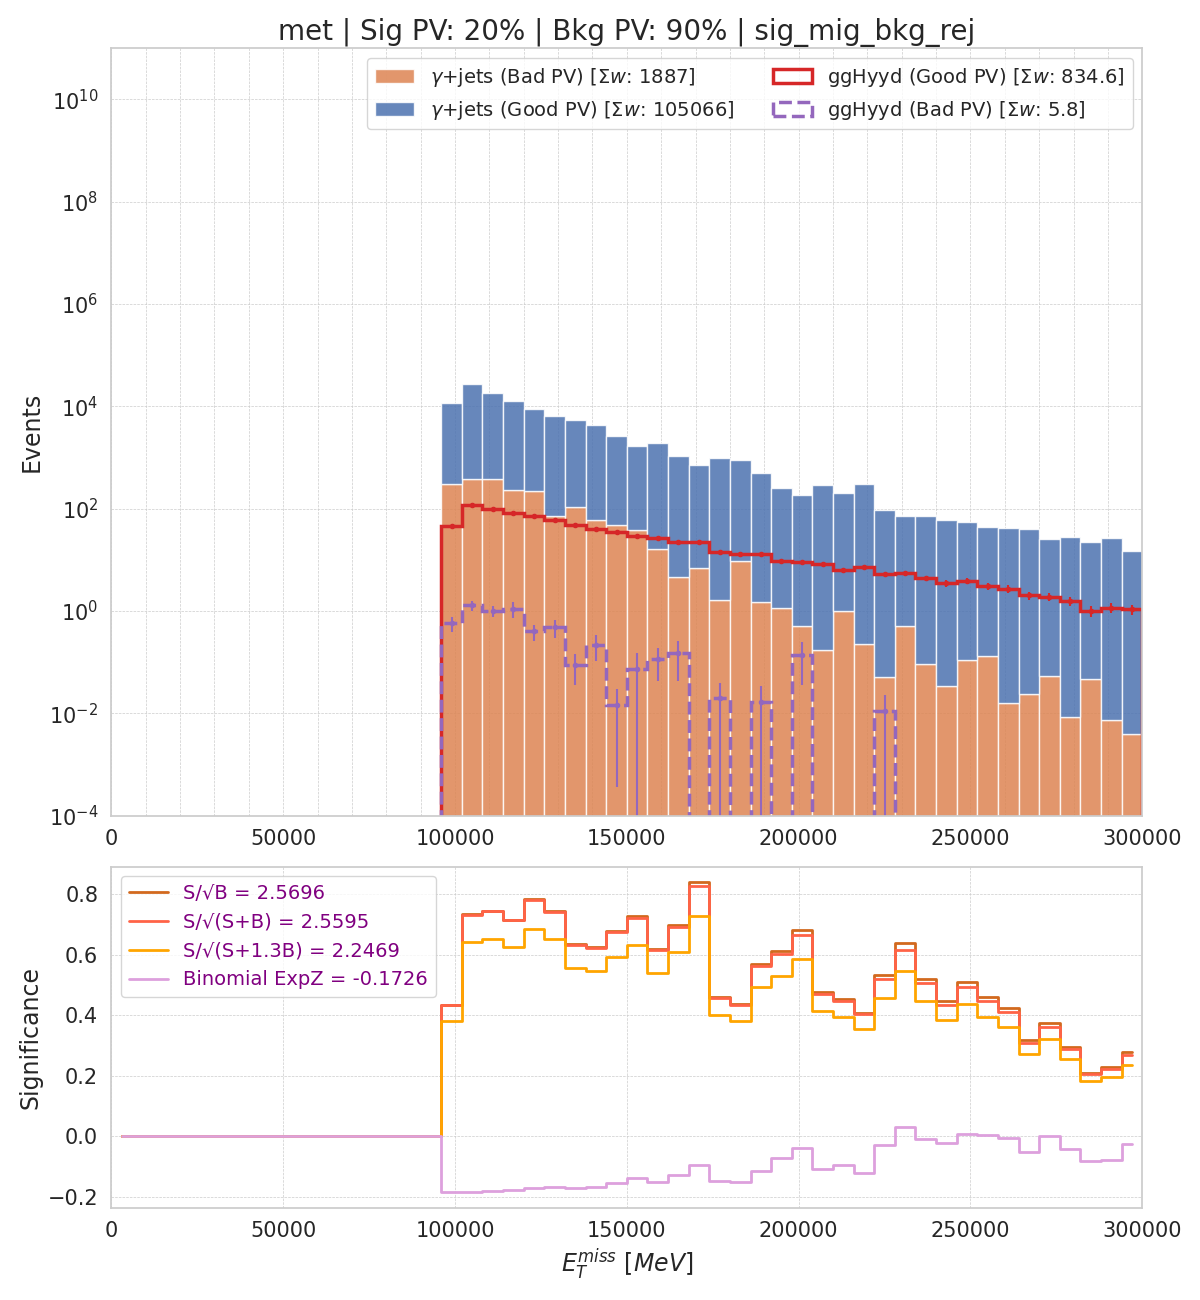 met | Sig PV: 20% | Bkg PV: 90% | sig_mig_bkg_rej
γ+jets (Bad PV) [Σw: 1887]
γ+jets (Good PV) [Σw: 105066]
ggHyyd (Good PV) [Σw: 834.6]
ggHyyd (Bad PV) [Σw: 5.8]
Events
10^10
10^8
10^6
10^4
10^2
10^0
10^−2
10^−4
0 50000 100000 150000 200000 250000 300000
S/√B = 2.5696
S/√(S+B) = 2.5595
S/√(S+1.3B) = 2.2469
Binomial ExpZ = -0.1726
Significance
0.8
0.6
0.4
0.2
0.0
−0.2
0 50000 100000 150000 200000 250000 300000
E_T^miss [MeV]